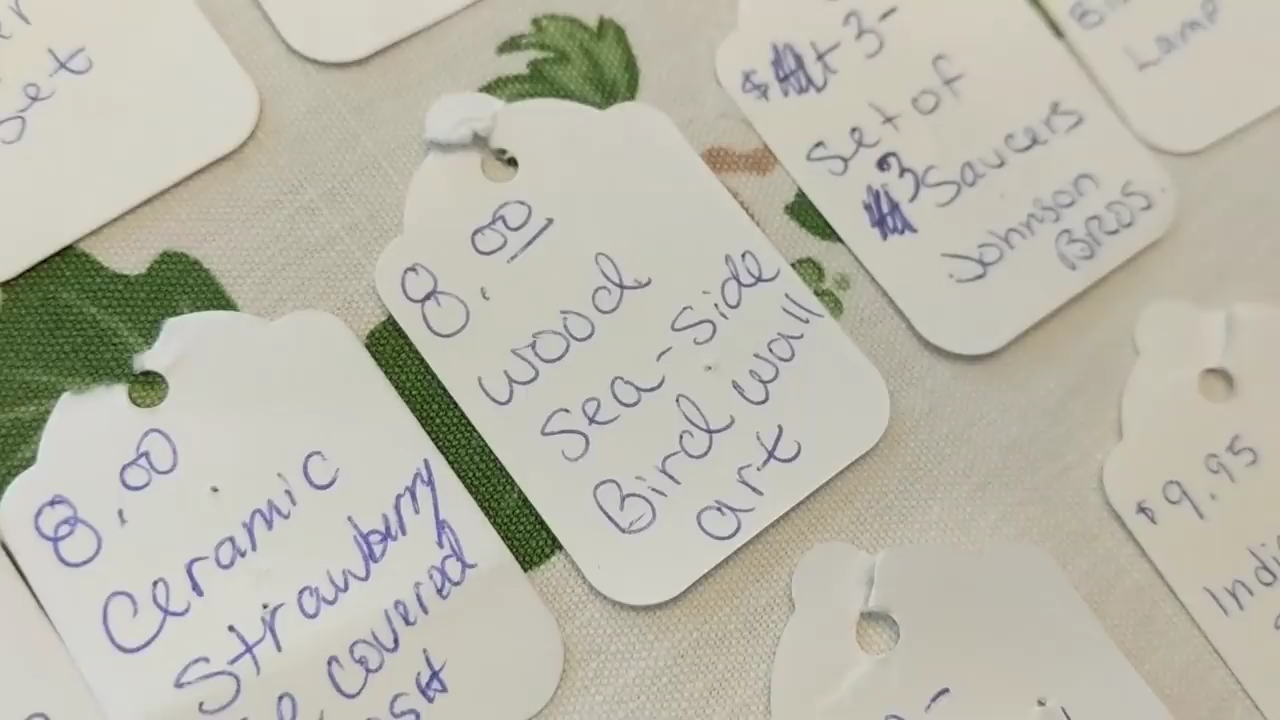 set
8.00
wood
Sea-Side
Bird wall
art
3-
Set of
3 Saucers
Johnson
BROS.
Lamp
8.00
Ceramic
Strawberry
covered
$9.95